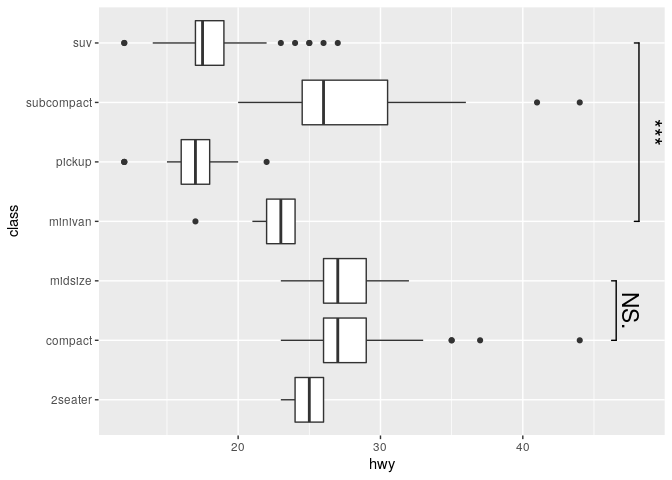 suv
subcompact
pickup
minivan
midsize
compact
2seater
class
20 30 40
hwy
***
NS.